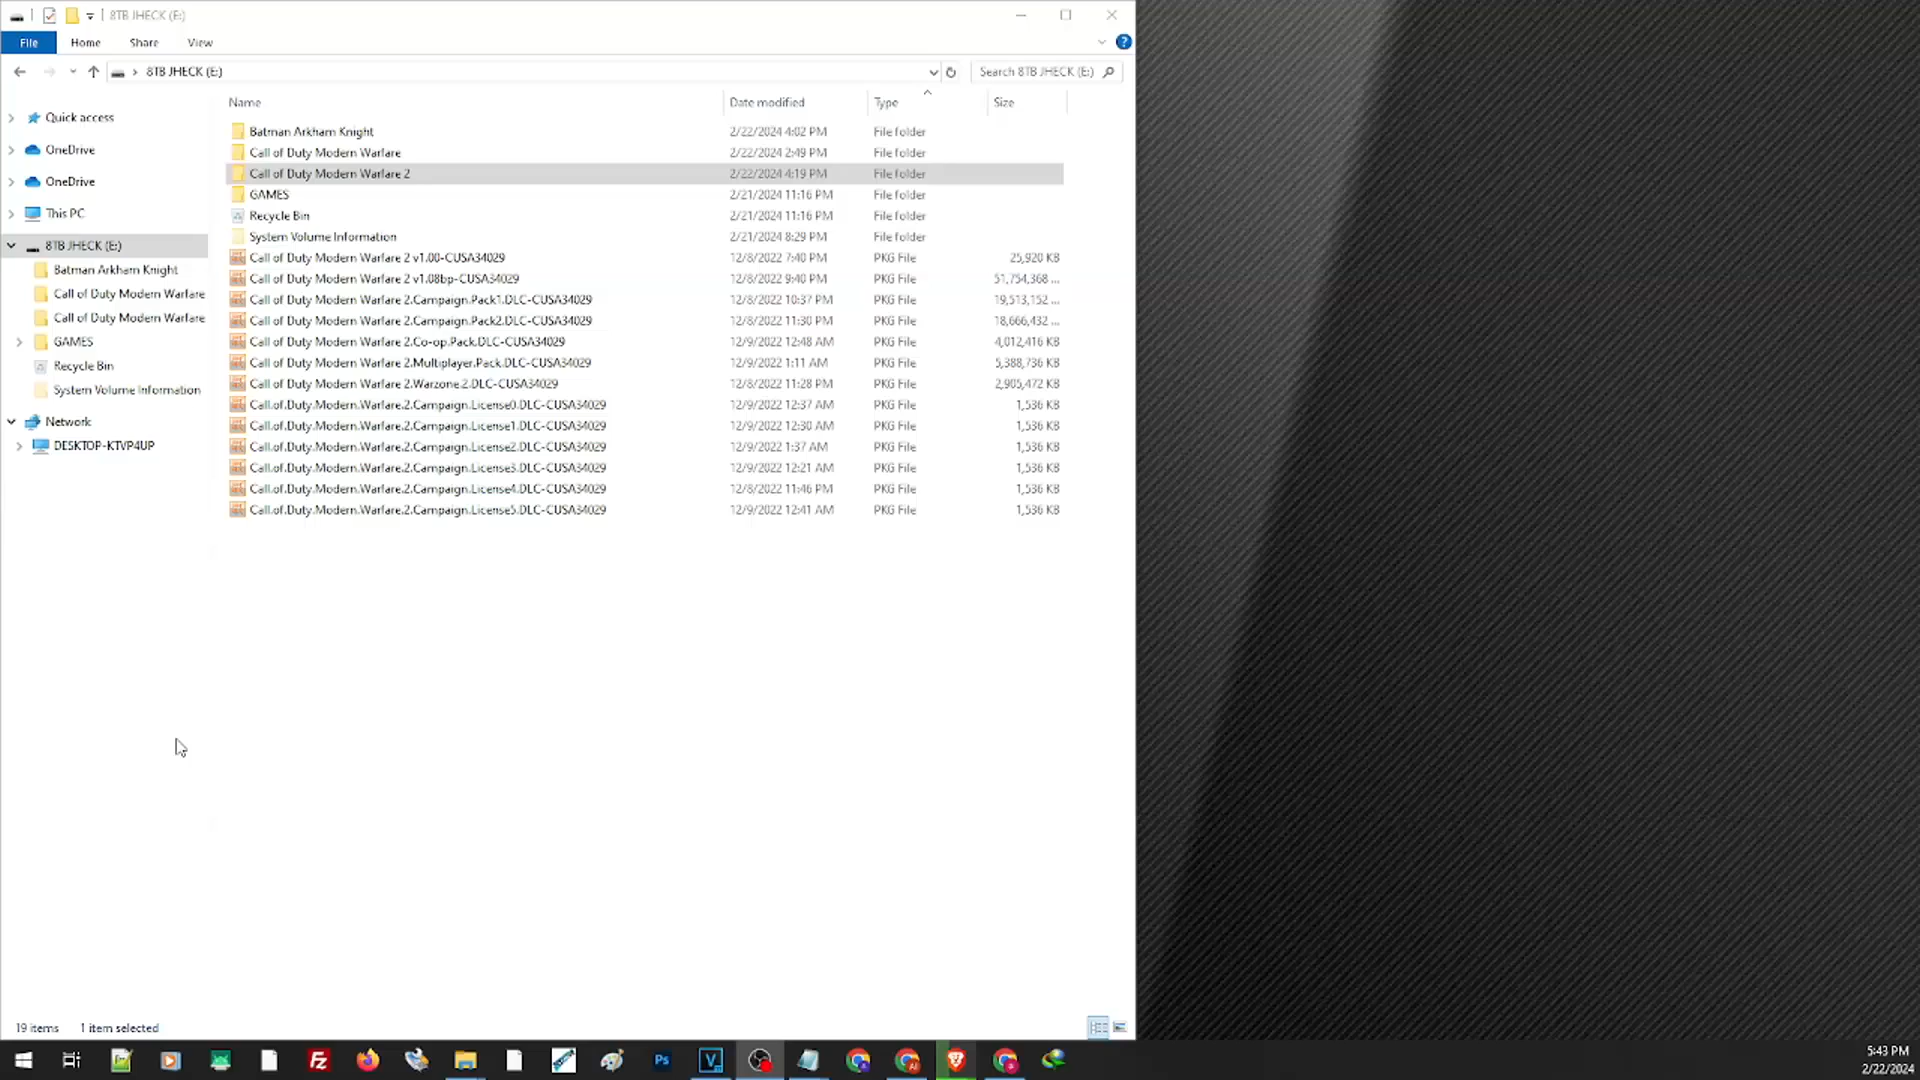 8TB JHECK (E:)
File Home Share View
8TB JHECK (E:) Search 8TB JHECK (E:)
Name Date modified Type Size
Quick access
OneDrive
OneDrive
This PC
8TB JHECK (E:)
Batman Arkham Knight
Call of Duty Modern Warfare
Call of Duty Modern Warfare
GAMES
Recycle Bin
System Volume Information
Network
DESKTOP-KTVP4UP
Batman Arkham Knight 2/22/2024 4:02 PM File folder
Call of Duty Modern Warfare 2/22/2024 2:49 PM File folder
Call of Duty Modern Warfare 2 2/22/2024 4:19 PM File folder
GAMES 2/21/2024 11:16 PM File folder
Recycle Bin 2/21/2024 11:16 PM File folder
System Volume Information 2/21/2024 8:29 PM File folder
Call of Duty Modern Warfare 2 v1.00-CUSA34029 12/8/2022 7:40 PM PKG File 25,920 KB
Call of Duty Modern Warfare 2 v1.08bp-CUSA34029 12/8/2022 9:40 PM PKG File 51,754,368 ...
Call of Duty Modern Warfare 2.Campaign.Pack1.DLC-CUSA34029 12/8/2022 10:37 PM PKG File 19,513,152 ...
Call of Duty Modern Warfare 2.Campaign.Pack2.DLC-CUSA34029 12/8/2022 11:30 PM PKG File 18,666,432 ...
Call of Duty Modern Warfare 2.Co-op.Pack.DLC-CUSA34029 12/9/2022 12:48 AM PKG File 4,012,416 KB
Call of Duty Modern Warfare 2.Multiplayer.Pack.DLC-CUSA34029 12/9/2022 1:11 AM PKG File 5,388,736 KB
Call of Duty Modern Warfare 2.Warzone.2.DLC-CUSA34029 12/8/2022 11:28 PM PKG File 2,905,472 KB
Call.of.Duty.Modern.Warfare.2.Campaign.License0.DLC-CUSA34029 12/9/2022 12:37 AM PKG File 1,536 KB
Call.of.Duty.Modern.Warfare.2.Campaign.License1.DLC-CUSA34029 12/9/2022 12:30 AM PKG File 1,536 KB
Call.of.Duty.Modern.Warfare.2.Campaign.License2.DLC-CUSA34029 12/9/2022 1:37 AM PKG File 1,536 KB
Call.of.Duty.Modern.Warfare.2.Campaign.License3.DLC-CUSA34029 12/9/2022 12:21 AM PKG File 1,536 KB
Call.of.Duty.Modern.Warfare.2.Campaign.License4.DLC-CUSA34029 12/8/2022 11:46 PM PKG File 1,536 KB
Call.of.Duty.Modern.Warfare.2.Campaign.License5.DLC-CUSA34029 12/9/2022 12:41 AM PKG File 1,536 KB
19 items 1 item selected
Fz Ps V
5:43 PM
2/22/2024